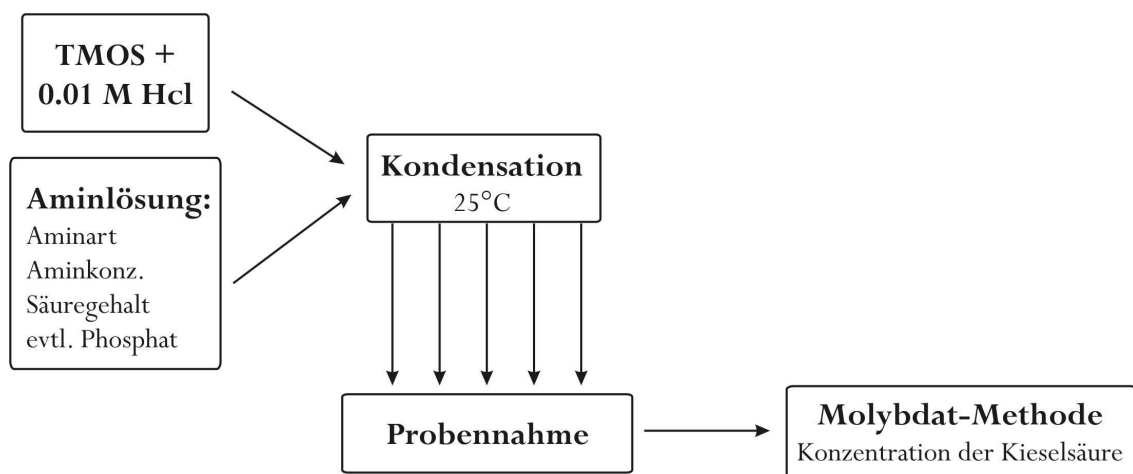 TMOS +
0.01 M Hcl
Aminlösung:
Aminart
Aminkonz.
Säuregehalt
evtl. Phosphat
Kondensation
25°C
Probennahme
Molybdat-Methode
Konzentration der Kieselsäure